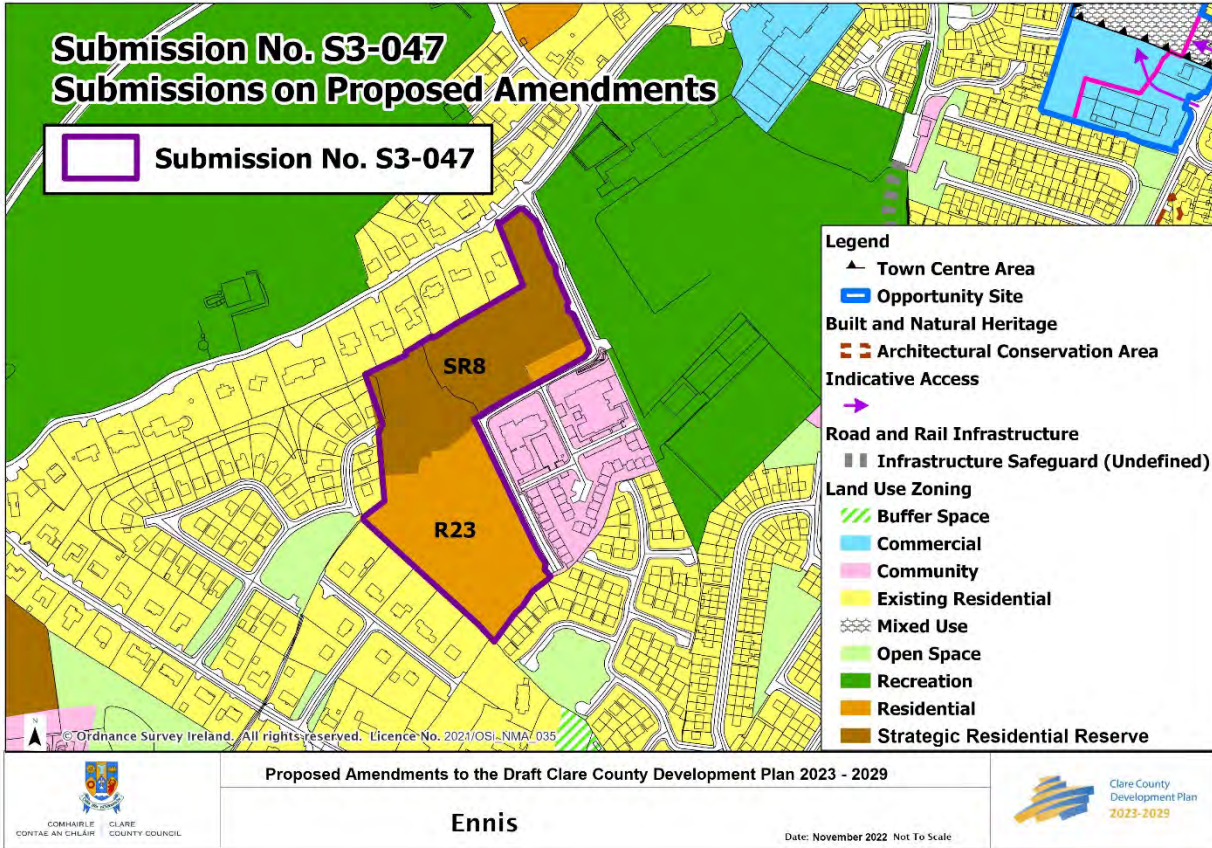 Submission No. S3-047
Submissions on Proposed Amendments
Submission No. S3-047
SR8
R23
Legend
Town Centre Area
Opportunity Site
Built and Natural Heritage
Architectural Conservation Area
Indicative Access
Road and Rail Infrastructure
Infrastructure Safeguard (Undefined)
Land Use Zoning
Buffer Space
Commercial
Community
Existing Residential
Mixed Use
Open Space
Recreation
Residential
Strategic Residential Reserve
N
© Ordnance Survey Ireland. All rights reserved. Licence No. 2021/OSI_NMA_035
COMHAIRLE CONTAE AN CHLÁIR
CLARE COUNTY COUNCIL
Proposed Amendments to the Draft Clare County Development Plan 2023 - 2029
Ennis
Date: November 2022 Not To Scale
Clare County
Development Plan
2023-2029